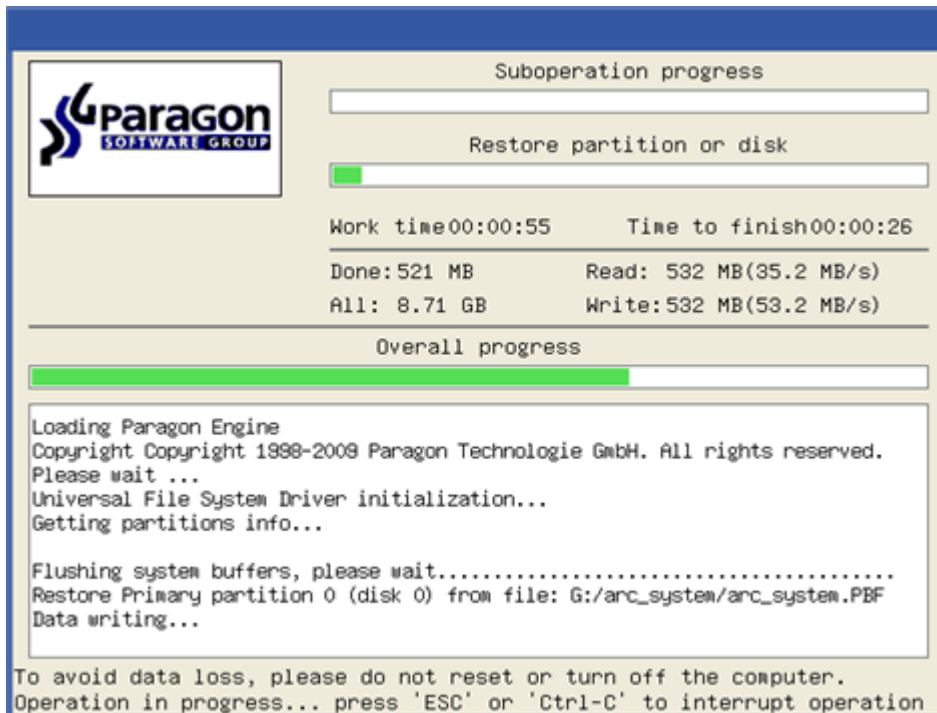 Paragon
SOFTWARE GROUP
Suboperation progress
Restore partition or disk
Work time00:00:55 Time to finish00:00:26
Done:521 MB Read: 532 MB(35.2 MB/s)
All: 8.71 GB Write:532 MB(53.2 MB/s)
Overall progress
Loading Paragon Engine
Copyright Copyright 1998-2009 Paragon Technologie GmbH. All rights reserved.
Please wait ...
Universal File System Driver initialization...
Getting partitions info...
Flushing system buffers, please wait.........................................
Restore Primary partition 0 (disk 0) from file: G:/arc_system/arc_system.PBF
Data writing...
To avoid data loss, please do not reset or turn off the computer.
Operation in progress... press 'ESC' or 'Ctrl-C' to interrupt operation